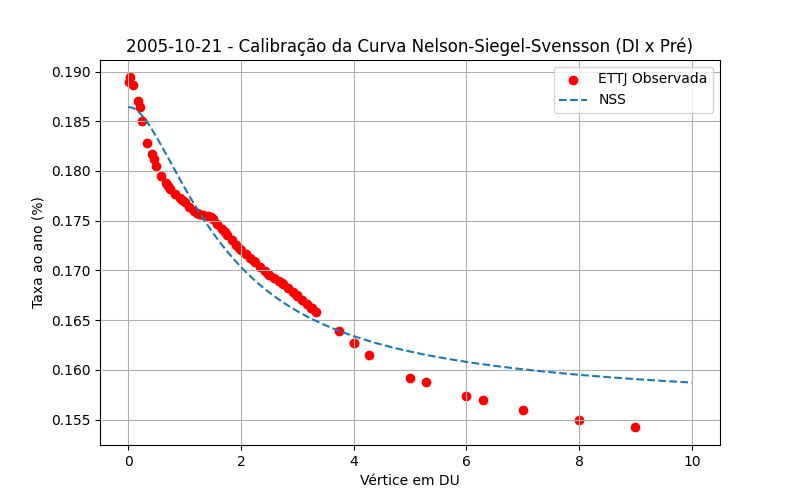 2005-10-21 - Calibração da Curva Nelson-Siegel-Svensson (DI x Pré)
ETTJ Observada
NSS
Taxa ao ano (%)
0.190
0.185
0.180
0.175
0.170
0.165
0.160
0.155
0 2 4 6 8 10
Vértice em DU